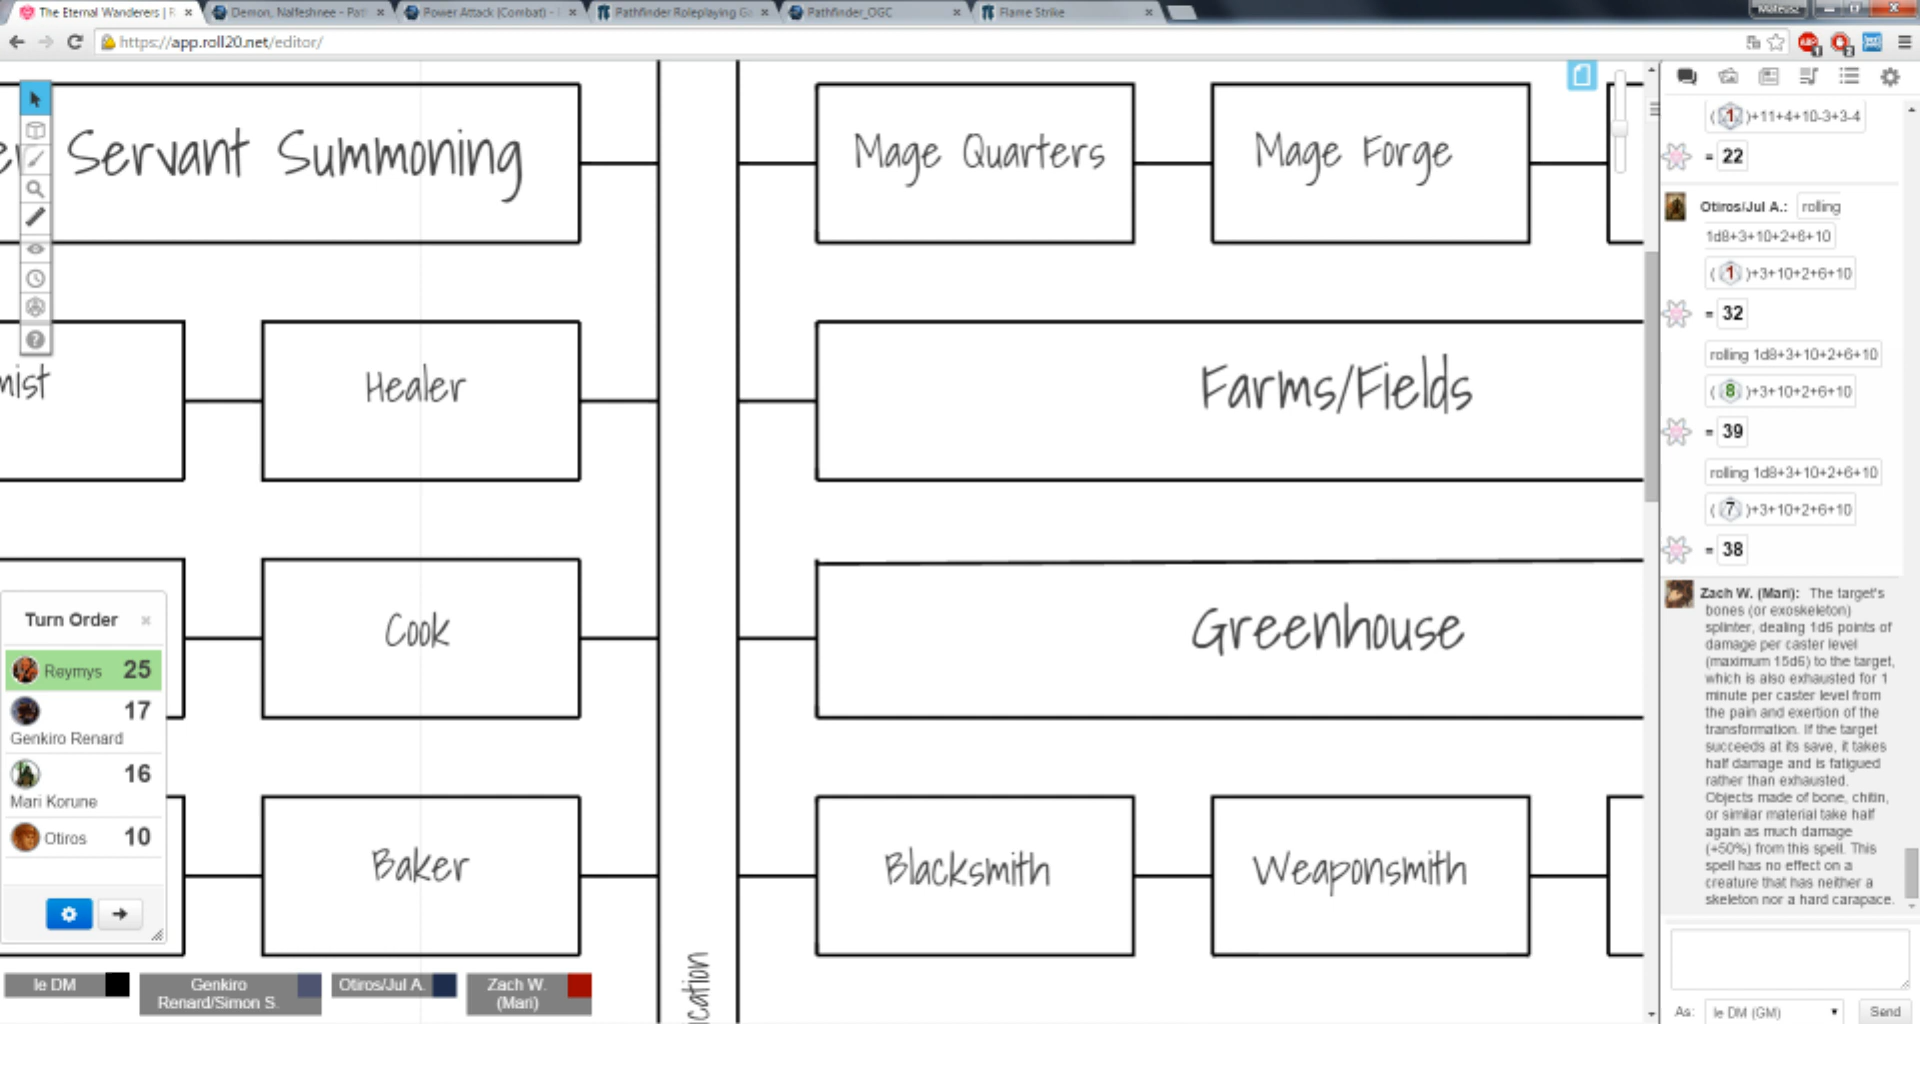 The Eternal Wanderers | R
Demon, Nalfeshnee - Pat
Power Attack (Combat) -
Pathfinder Roleplaying G
Pathfinder_OGC
Flame Strike
Mateusz
https://app.roll20.net/editor/
Servant Summoning
Mage Quarters
Mage Forge
mist
Healer
Farms/Fields
Cook
Greenhouse
Baker
Blacksmith
Weaponsmith
ication
Turn Order
Reymys 25
17
Genkiro Renard
16
Mari Korune
Otiros 10
le DM
Genkiro
Renard/Simon S.
Otiros/Jul A.
Zach W.
(Mari)
(1)+11+4+10-3+3-4
= 22
Otiros/Jul A.: rolling
1d8+3+10+2+6+10
(1)+3+10+2+6+10
= 32
rolling 1d8+3+10+2+6+10
(8)+3+10+2+6+10
= 39
rolling 1d8+3+10+2+6+10
(7)+3+10+2+6+10
= 38
Zach W. (Mari): The target's
bones (or exoskeleton)
splinter, dealing 1d6 points of
damage per caster level
(maximum 15d6) to the target,
which is also exhausted for 1
minute per caster level from
the pain and exertion of the
transformation. If the target
succeeds at its save, it takes
half damage and is fatigued
rather than exhausted.
Objects made of bone, chitin,
or similar material take half
again as much damage
(+50%) from this spell. This
spell has no effect on a
creature that has neither a
skeleton nor a hard carapace.
As: le DM (GM)
Send